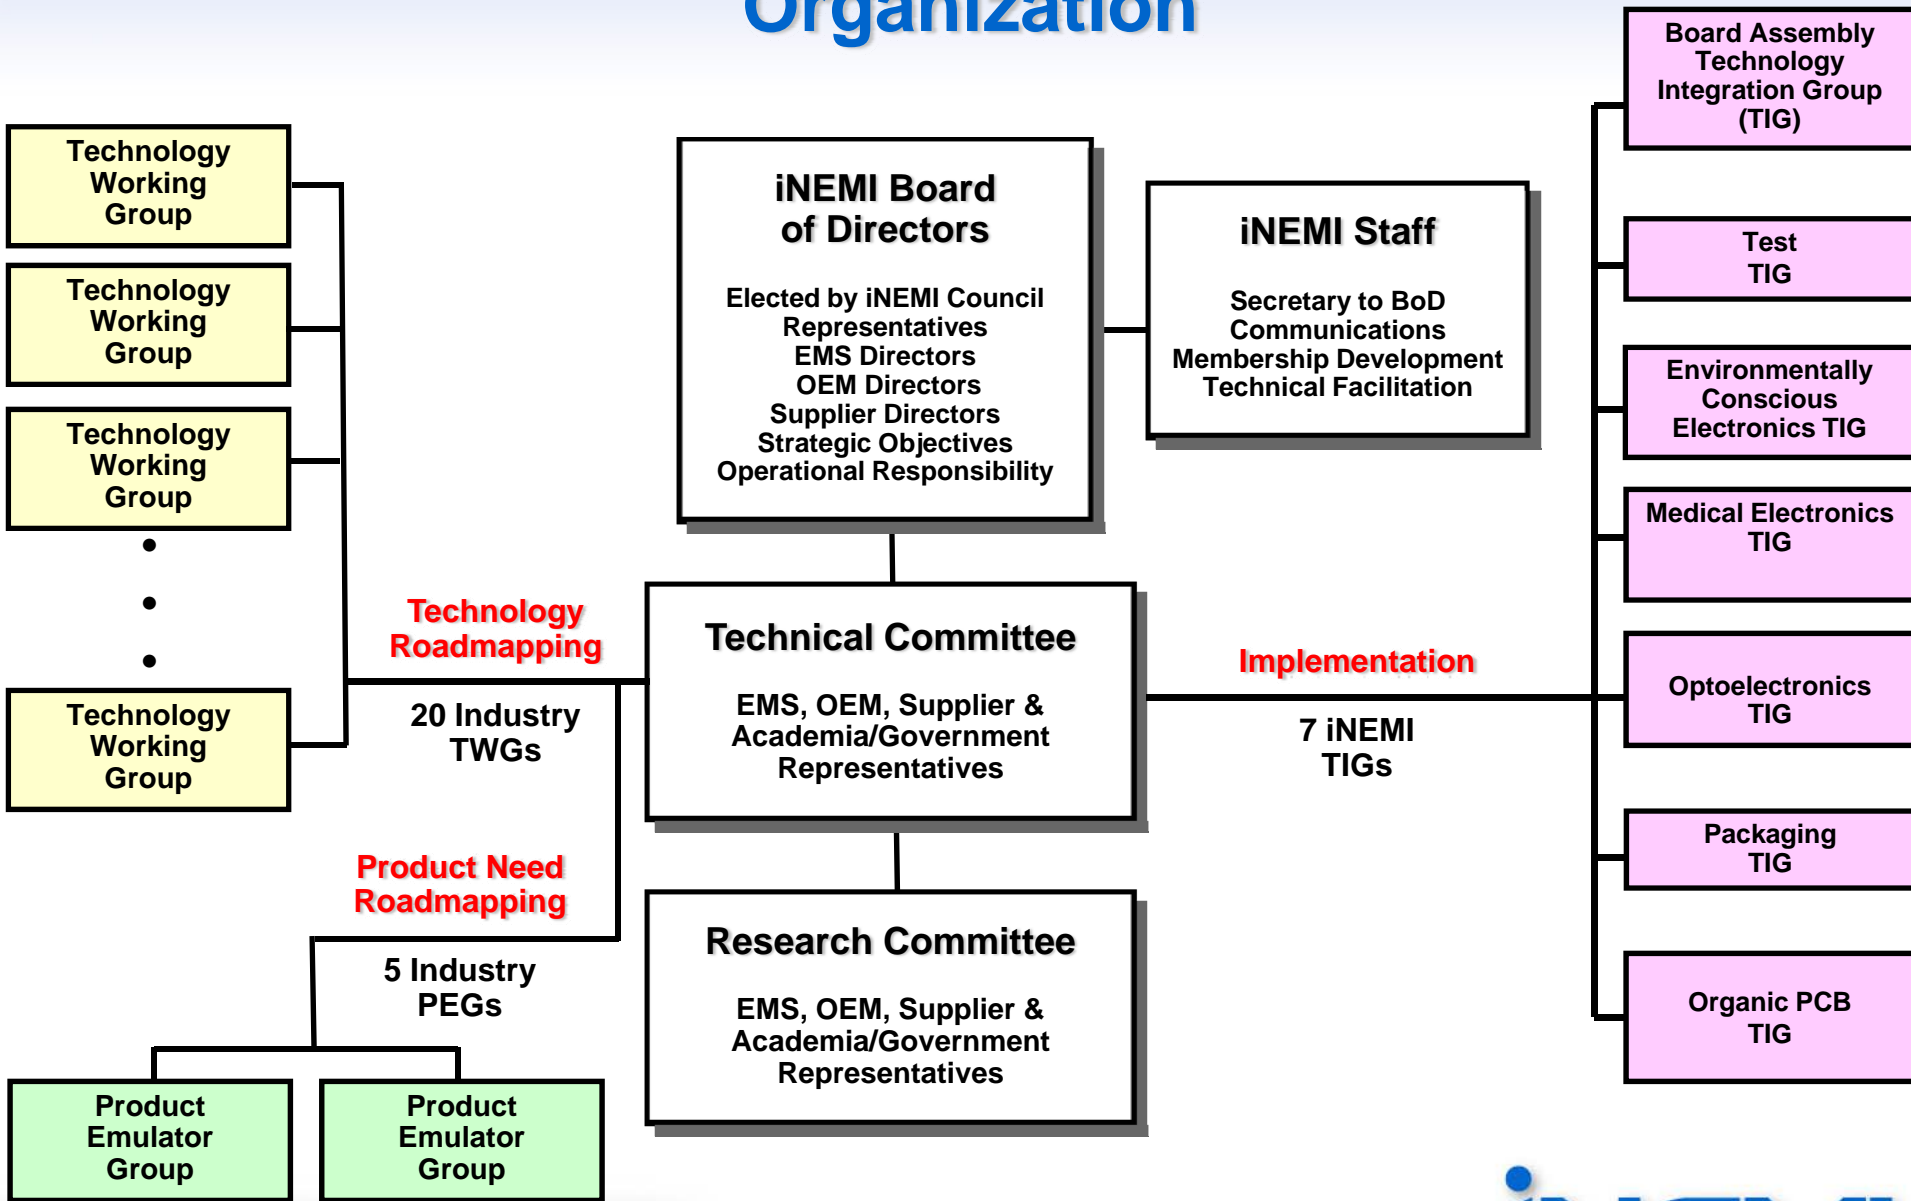 Organization
Technology
Working
Group
Technology
Working
Group
Technology
Working
Group
•
•
•
Technology
Working
Group
Technology
Roadmapping
20 Industry
TWGs
Product Need
Roadmapping
5 Industry
PEGs
Product
Emulator
Group
Product
Emulator
Group
iNEMI Board
of Directors
Elected by iNEMI Council
Representatives
EMS Directors
OEM Directors
Supplier Directors
Strategic Objectives
Operational Responsibility
iNEMI Staff
Secretary to BoD
Communications
Membership Development
Technical Facilitation
Technical Committee
EMS, OEM, Supplier &
Academia/Government
Representatives
Research Committee
EMS, OEM, Supplier &
Academia/Government
Representatives
Implementation
7 iNEMI
TIGs
Board Assembly
Technology
Integration Group
(TIG)
Test
TIG
Environmentally
Conscious
Electronics TIG
Medical Electronics
TIG
Optoelectronics
TIG
Packaging
TIG
Organic PCB
TIG